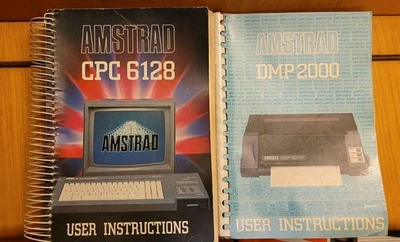 AMSTRAD
CPC 6128
AMSTRAD
USER INSTRUCTIONS
AMSTRAD
DMP 2000
USER INSTRUCTIONS